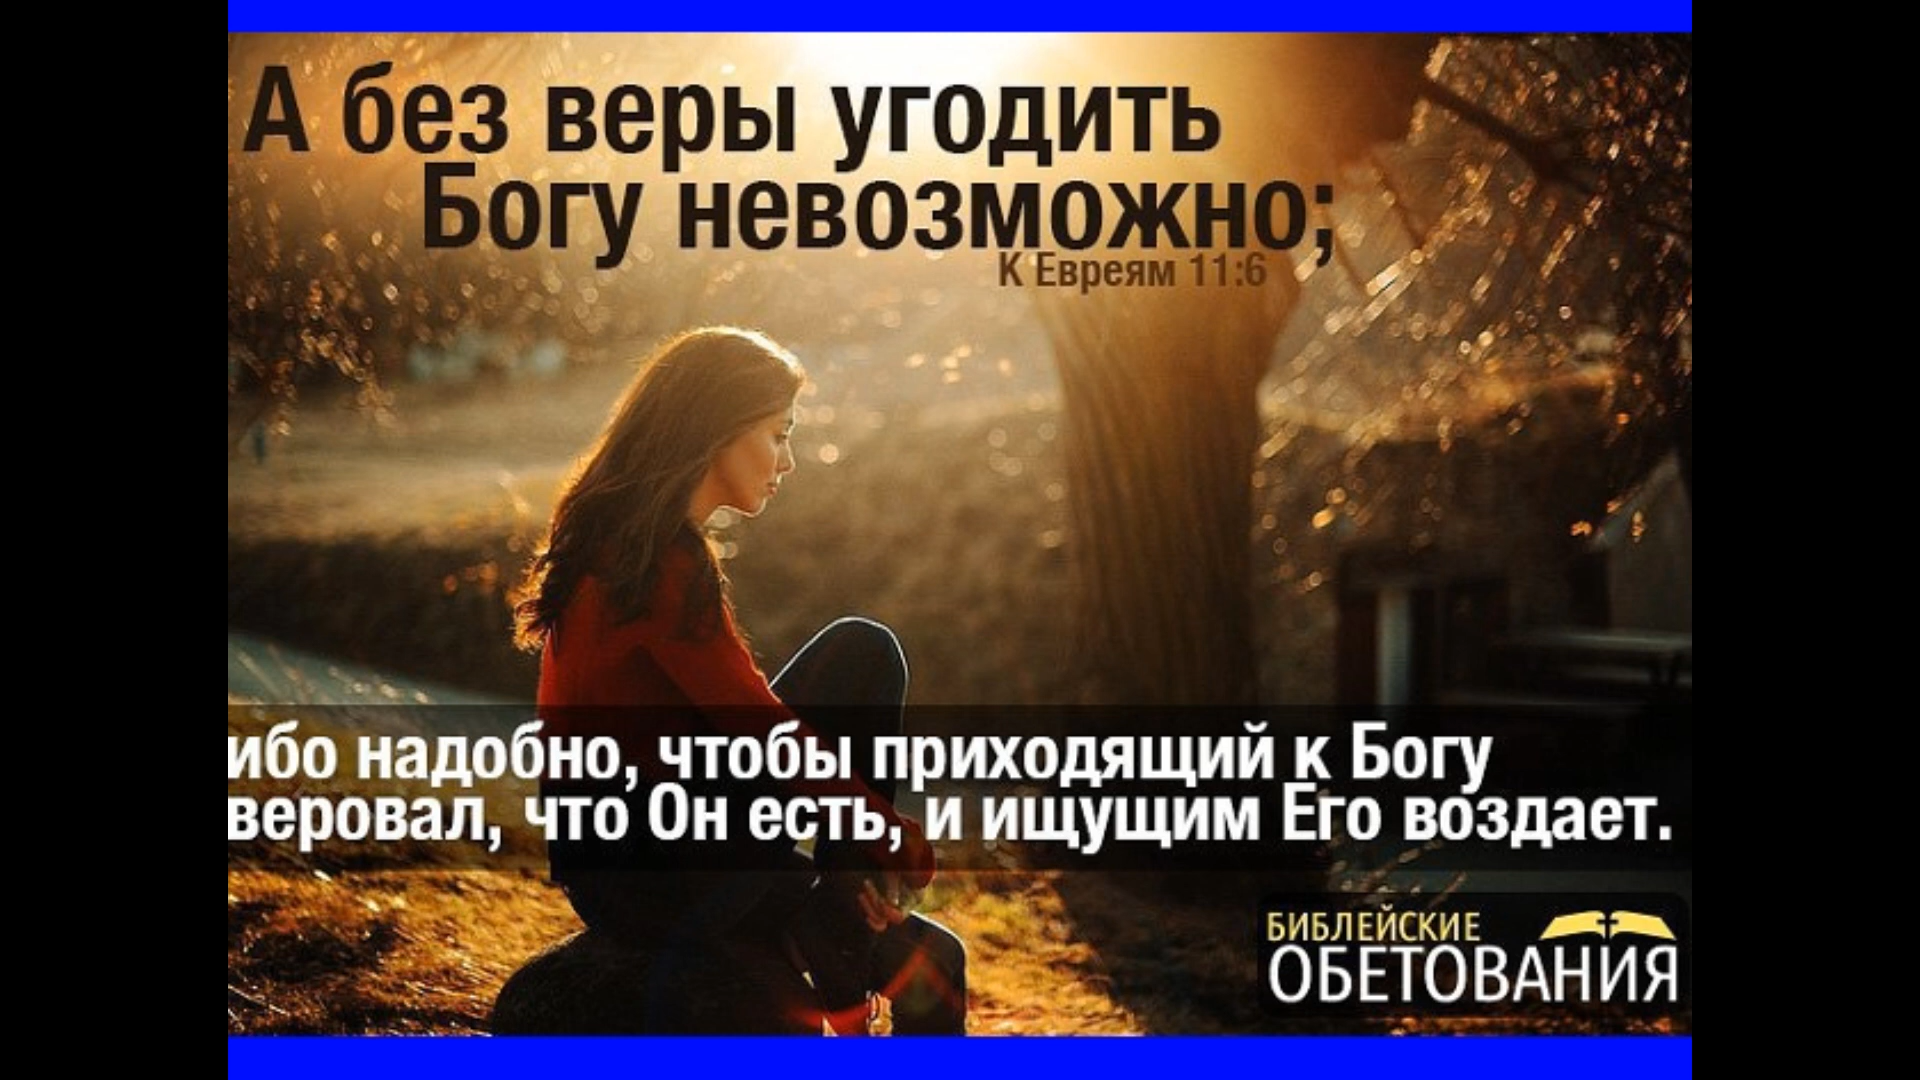 А без веры угодить
Богу невозможно;
К Евреям 11:6
ибо надобно, чтобы приходящий к Богу
веровал, что Он есть, и ищущим Его воздает.
БИБЛЕЙСКИЕ
ОБЕТОВАНИЯ